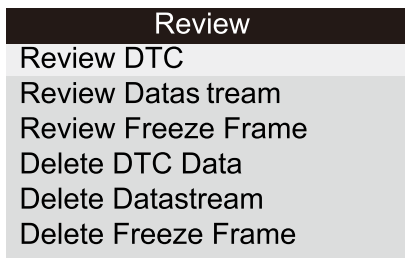 Review
Review DTC
Review Datas tream
Review Freeze Frame
Delete DTC Data
Delete Datastream
Delete Freeze Frame